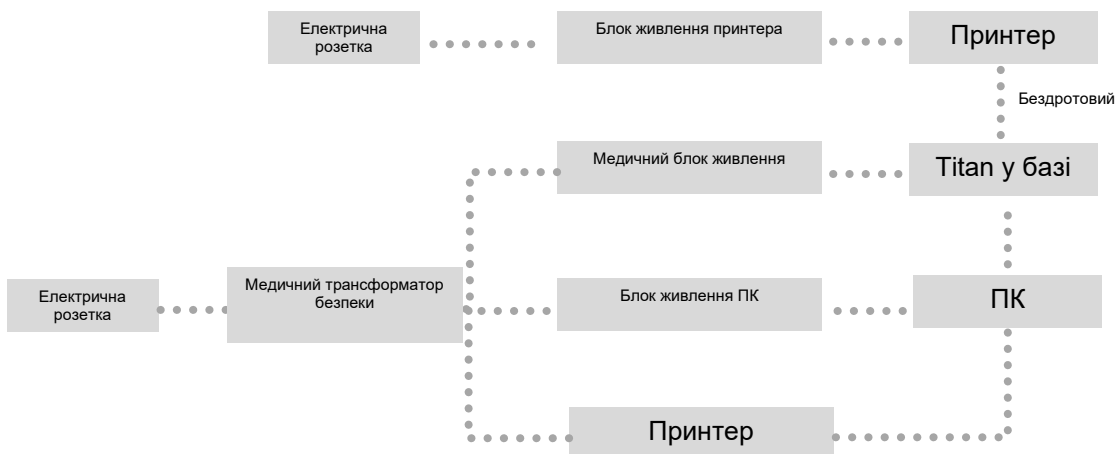 Електрична
розетка
Блок живлення принтера
Принтер
Бездротовий
Медичний блок живлення
Titan у базі
Електрична
розетка
Медичний трансформатор
безпеки
Блок живлення ПК
ПК
Принтер